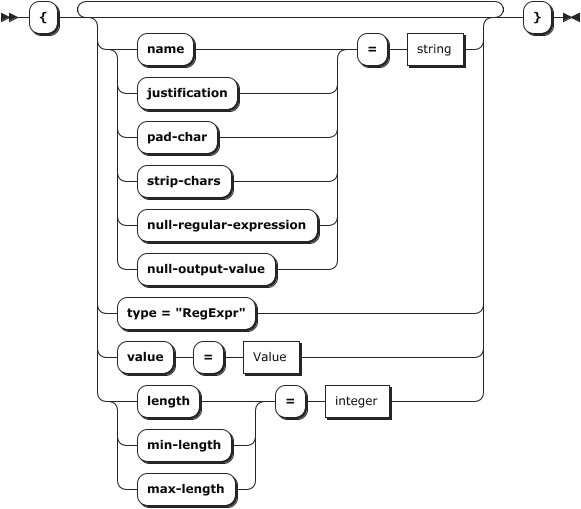 { }
name = string
justification
pad-char
strip-chars
null-regular-expression
null-output-value
type = "RegExpr"
value = Value
length = integer
min-length
max-length